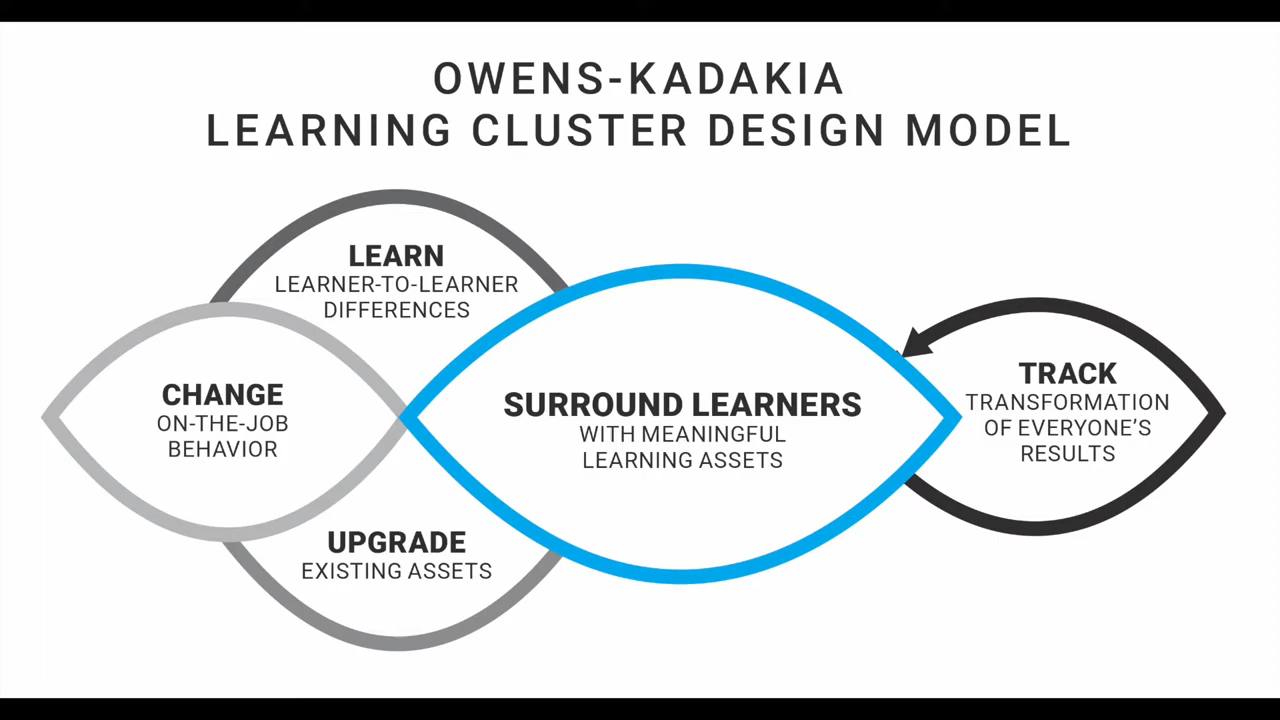 OWENS-KADAKIA
LEARNING CLUSTER DESIGN MODEL
LEARN
LEARNER-TO-LEARNER
DIFFERENCES
CHANGE
ON-THE-JOB
BEHAVIOR
SURROUND LEARNERS
WITH MEANINGFUL
LEARNING ASSETS
TRACK
TRANSFORMATION
OF EVERYONE'S
RESULTS
UPGRADE
EXISTING ASSETS